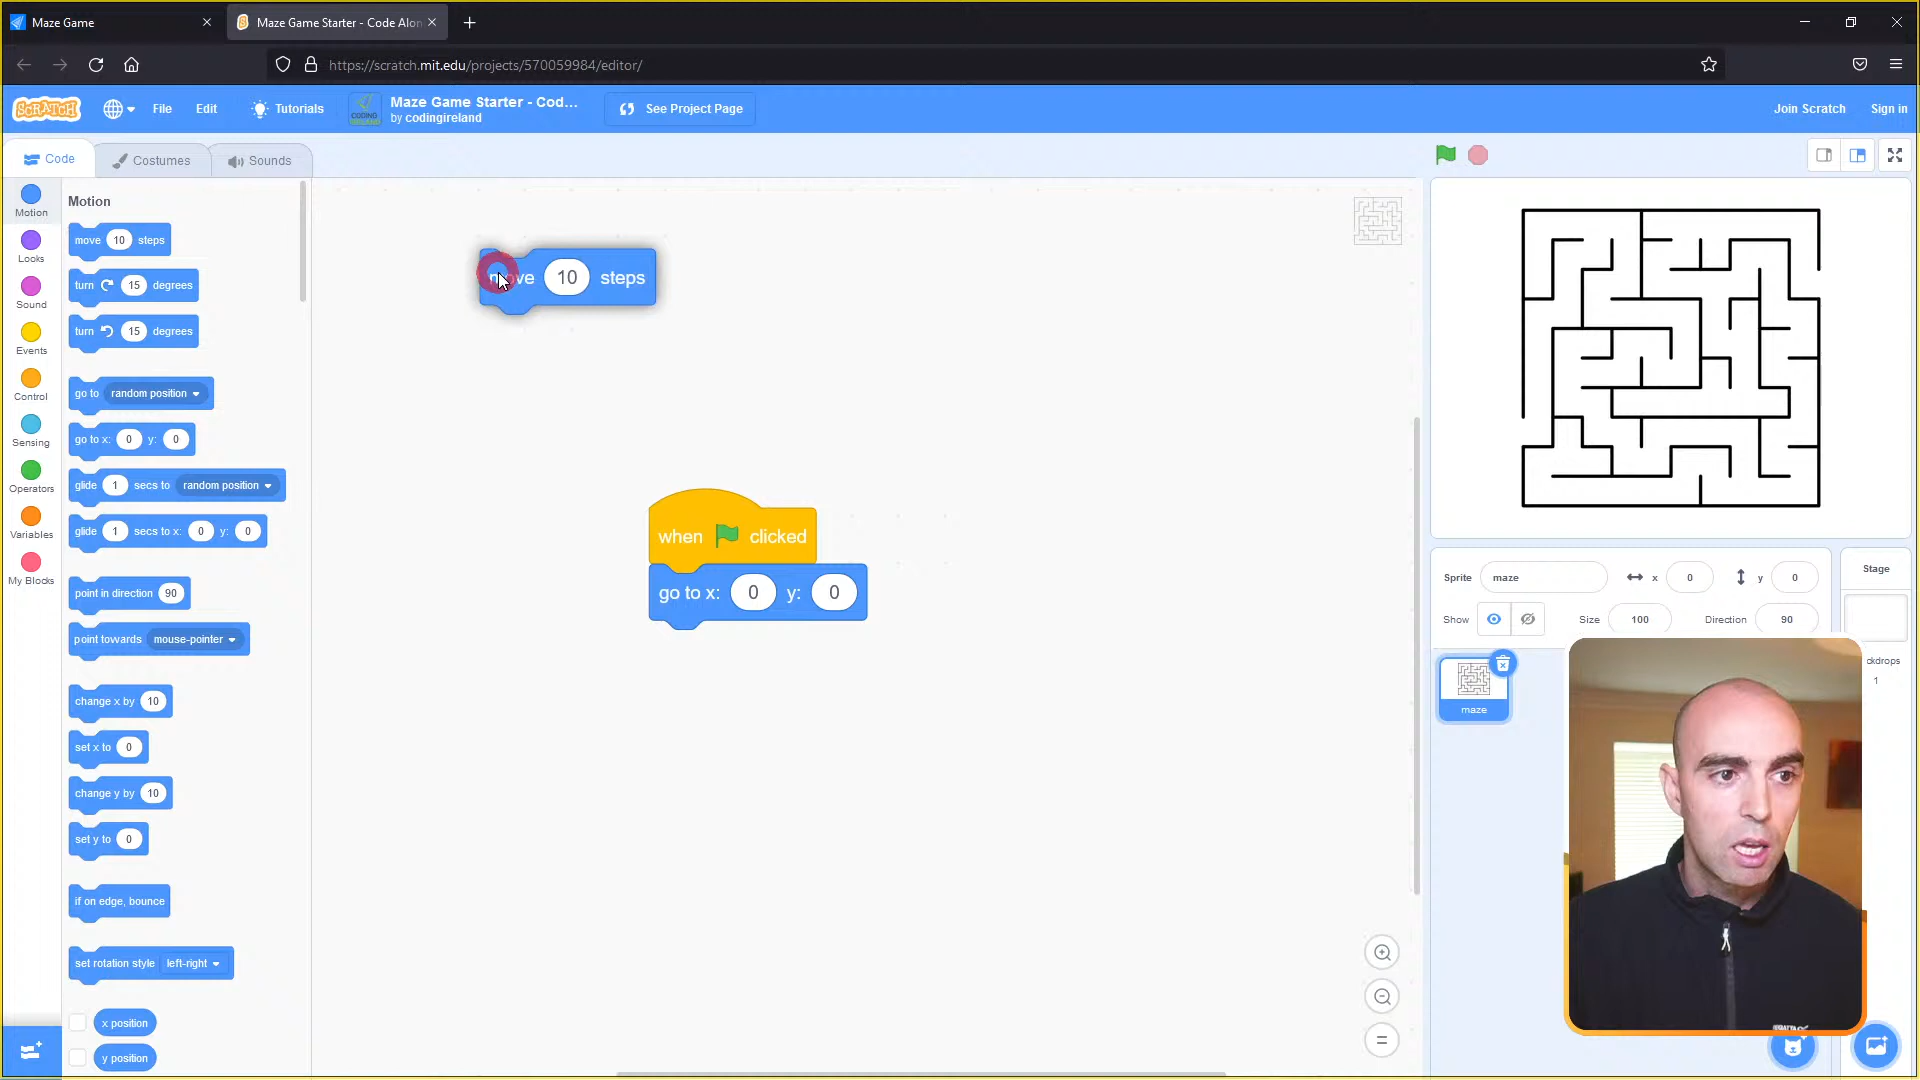 Maze Game
Maze Game Starter - Code Alon
https://scratch.mit.edu/projects/570059984/editor/
SCRATCH
File
Edit
Tutorials
CODING IRELAND
Maze Game Starter - Cod...
by codingireland
See Project Page
Join Scratch
Sign in
Code
Costumes
Sounds
Motion
Looks
Sound
Events
Control
Sensing
Operators
Variables
My Blocks
Motion
move 10 steps
turn 15 degrees
turn 15 degrees
go to random position
go to x: 0 y: 0
glide 1 secs to random position
glide 1 secs to x: 0 y: 0
point in direction 90
point towards mouse-pointer
change x by 10
set x to 0
change y by 10
set y to 0
if on edge, bounce
set rotation style left-right
x position
y position
move 10 steps
when clicked
go to x: 0 y: 0
Sprite maze x 0 y 0
Show Size 100 Direction 90
maze
Stage
ckdrops
1